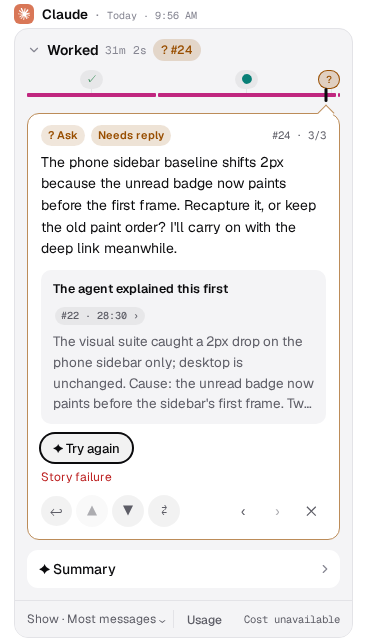 Claude · Today · 9:56 AM
Worked 31m 2s ? #24
?
? Ask Needs reply #24 · 3/3
The phone sidebar baseline shifts 2px
because the unread badge now paints
before the first frame. Recapture it, or keep
the old paint order? I'll carry on with the
deep link meanwhile.
The agent explained this first
#22 · 28:30 ›
The visual suite caught a 2px drop on the
phone sidebar only; desktop is
unchanged. Cause: the unread badge now
paints before the sidebar's first frame. Tw…
Try again
Story failure
Summary
Show · Most messages Usage Cost unavailable